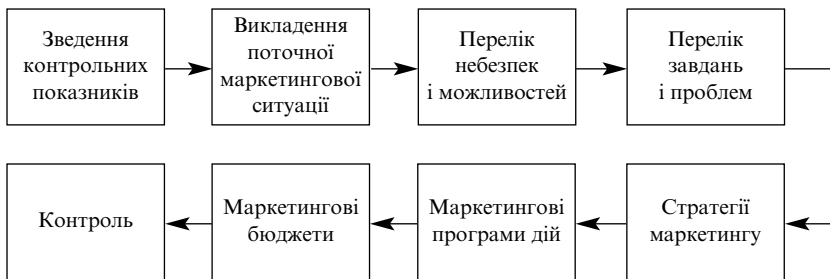 Зведення
контрольних
показників
Викладення
поточної
маркетингової
ситуації
Перелік
небезпек
і можливостей
Перелік
завдань
і проблем
Контроль
Маркетингові
бюджети
Маркетингові
програми дій
Стратегії
маркетингу